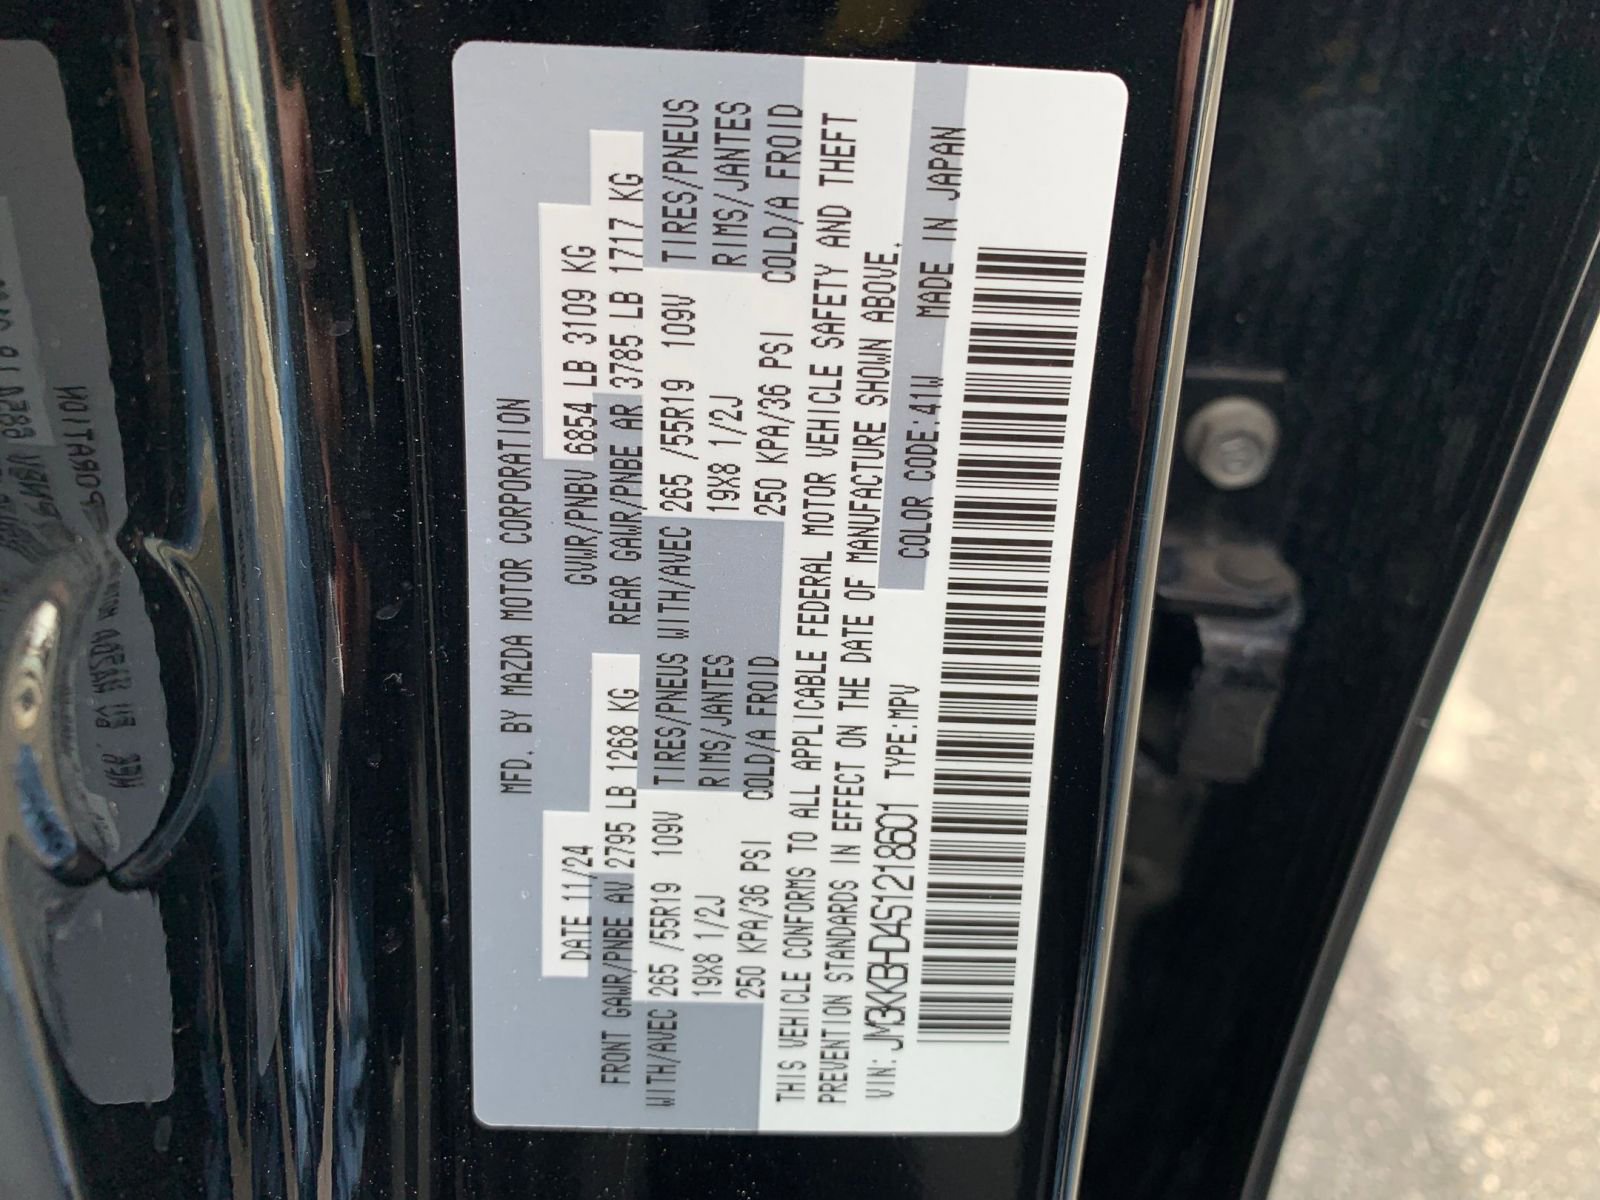 MFD. BY MAZDA MOTOR CORPORATION
DATE 11/24 GVWR/PNBV 6854 LB 3109 KG
FRONT GAWR/PNBE AV 2795 LB 1268 KG REAR GAWR/PNBE AR 3785 LB 1717 KG
WITH/AVEC 265 /55R19 109V TIRES/PNEUS WITH/AVEC 265 /55R19 109V TIRES/PNEUS
19X8 1/2J RIMS/JANTES 19X8 1/2J RIMS/JANTES
250 KPA/36 PSI COLD/A FROID 250 KPA/36 PSI COLD/A FROID
THIS VEHICLE CONFORMS TO ALL APPLICABLE FEDERAL MOTOR VEHICLE SAFETY AND THEFT
PREVENTION STANDARDS IN EFFECT ON THE DATE OF MANUFACTURE SHOWN ABOVE.
VIN: JM3KKBHD4S1218601 TYPE:MPV COLOR CODE:41W MADE IN JAPAN